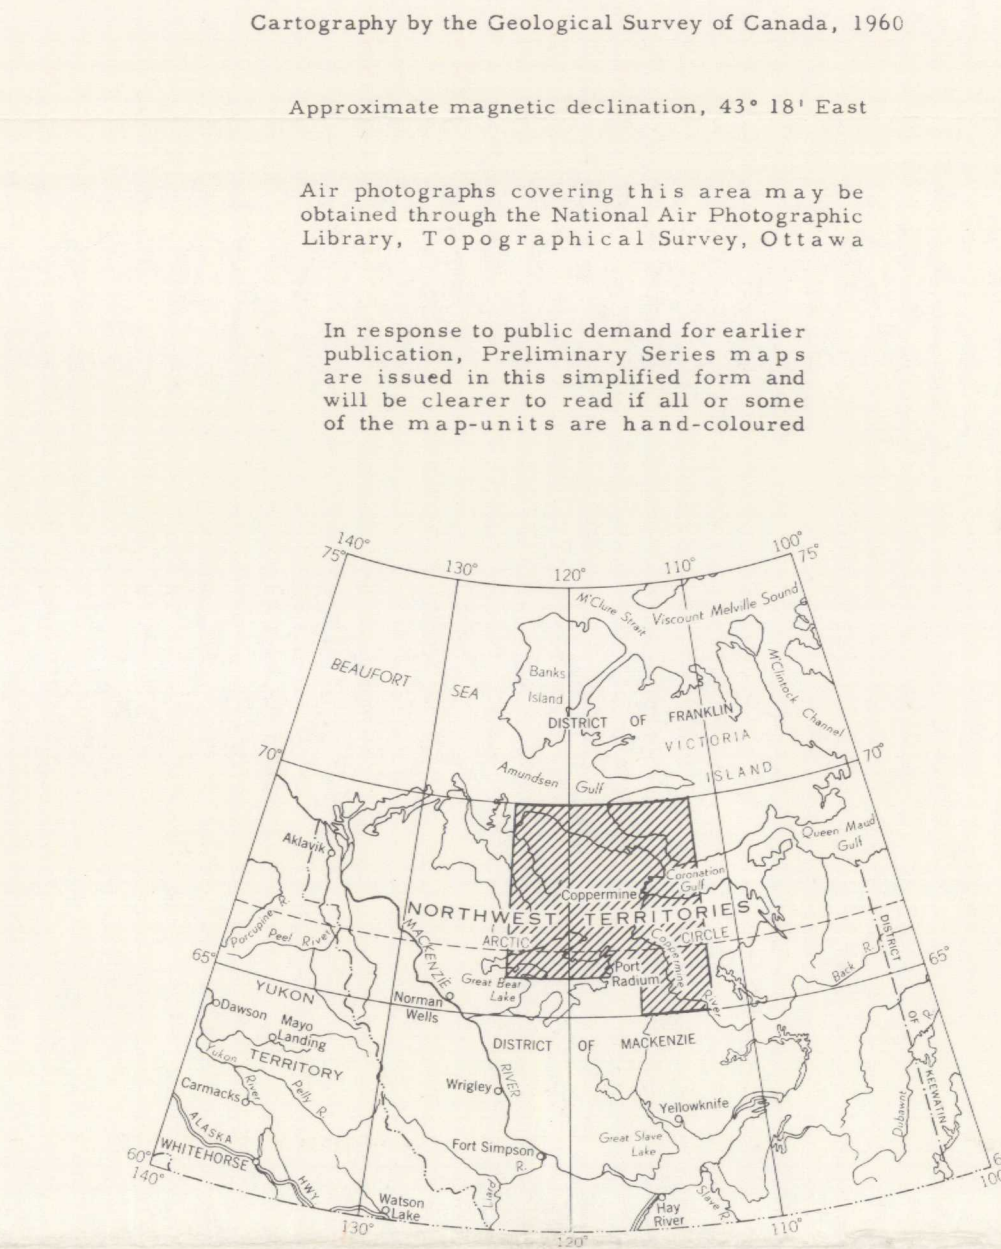 Cartography by the Geological Survey of Canada, 1960
Approximate magnetic declination, 43° 18' East
Air photographs covering this area may be
obtained through the National Air Photographic
Library, Topographical Survey, Ottawa
In response to public demand for earlier
publication, Preliminary Series maps
are issued in this simplified form and
will be clearer to read if all or some
of the map-units are hand-coloured
140°
75°
130°
120°
110°
100°
75°
M'Clure Strait
Viscount Melville Sound
BEAUFORT
SEA
Banks
Island
DISTRICT OF FRANKLIN
VICTORIA
ISLAND
M'Clintock Channel
70°
70°
Amundsen Gulf
Aklavik
Queen Maud
Gulf
Coronation
Gulf
Coppermine
NORTHWEST TERRITORIES
ARCTIC
CIRCLE
Porcupine R.
Peel River
MACKENZIE
Coppermine
River
65°
65°
Great Bear
Lake
Port
Radium
Back R.
DISTRICT
OF
KEEWATIN
YUKON
Norman
Wells
Dawson
Mayo
Landing
DISTRICT OF MACKENZIE
TERRITORY
Yukon
River
Pelly R.
RIVER
Wrigley
Carmacks
Yellowknife
Dubawnt
R.
ALASKA
WHITEHORSE
HWY
Fort Simpson
Great Slave
Lake
R.
Liard
Slave R.
60°
140°
Watson
Lake
Hay
River
130°
120°
110°
6
100